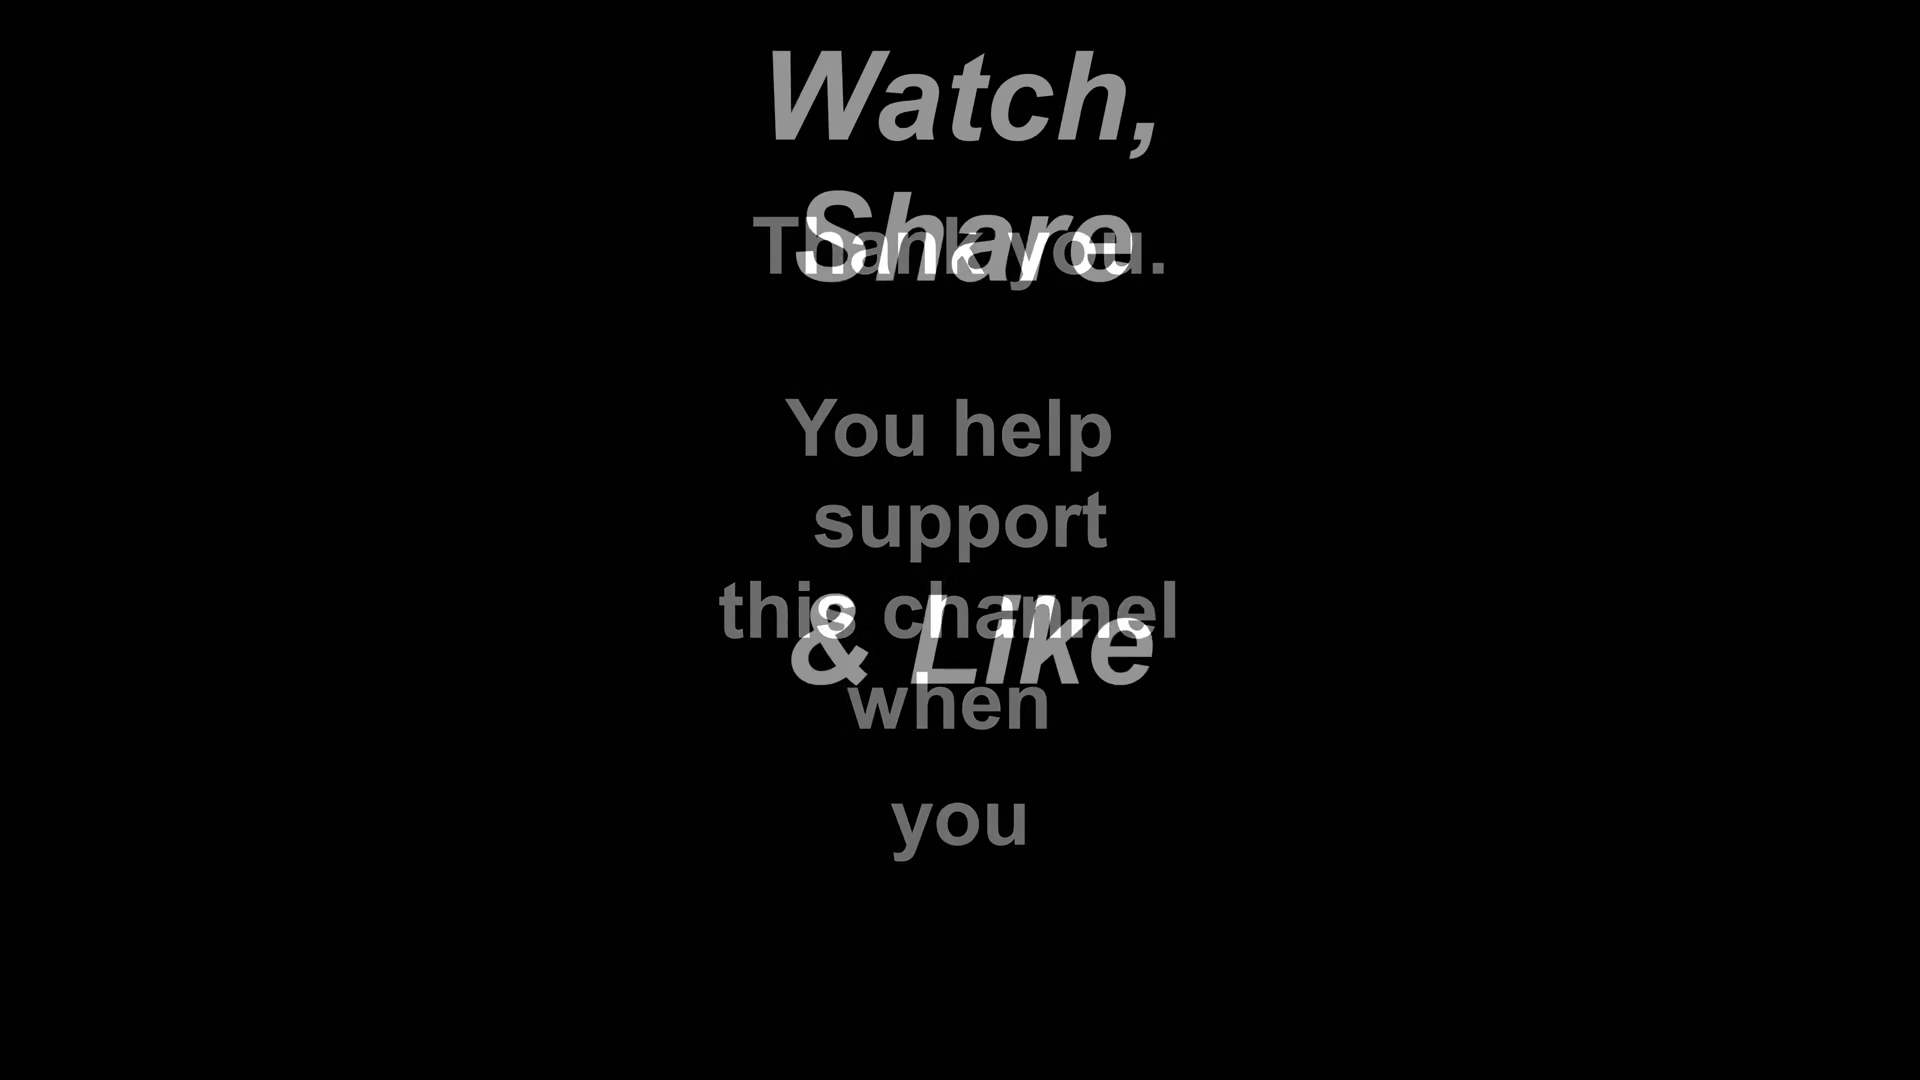 Watch,
Share
Thank you.
You help
support
this channel
& Like
when
you